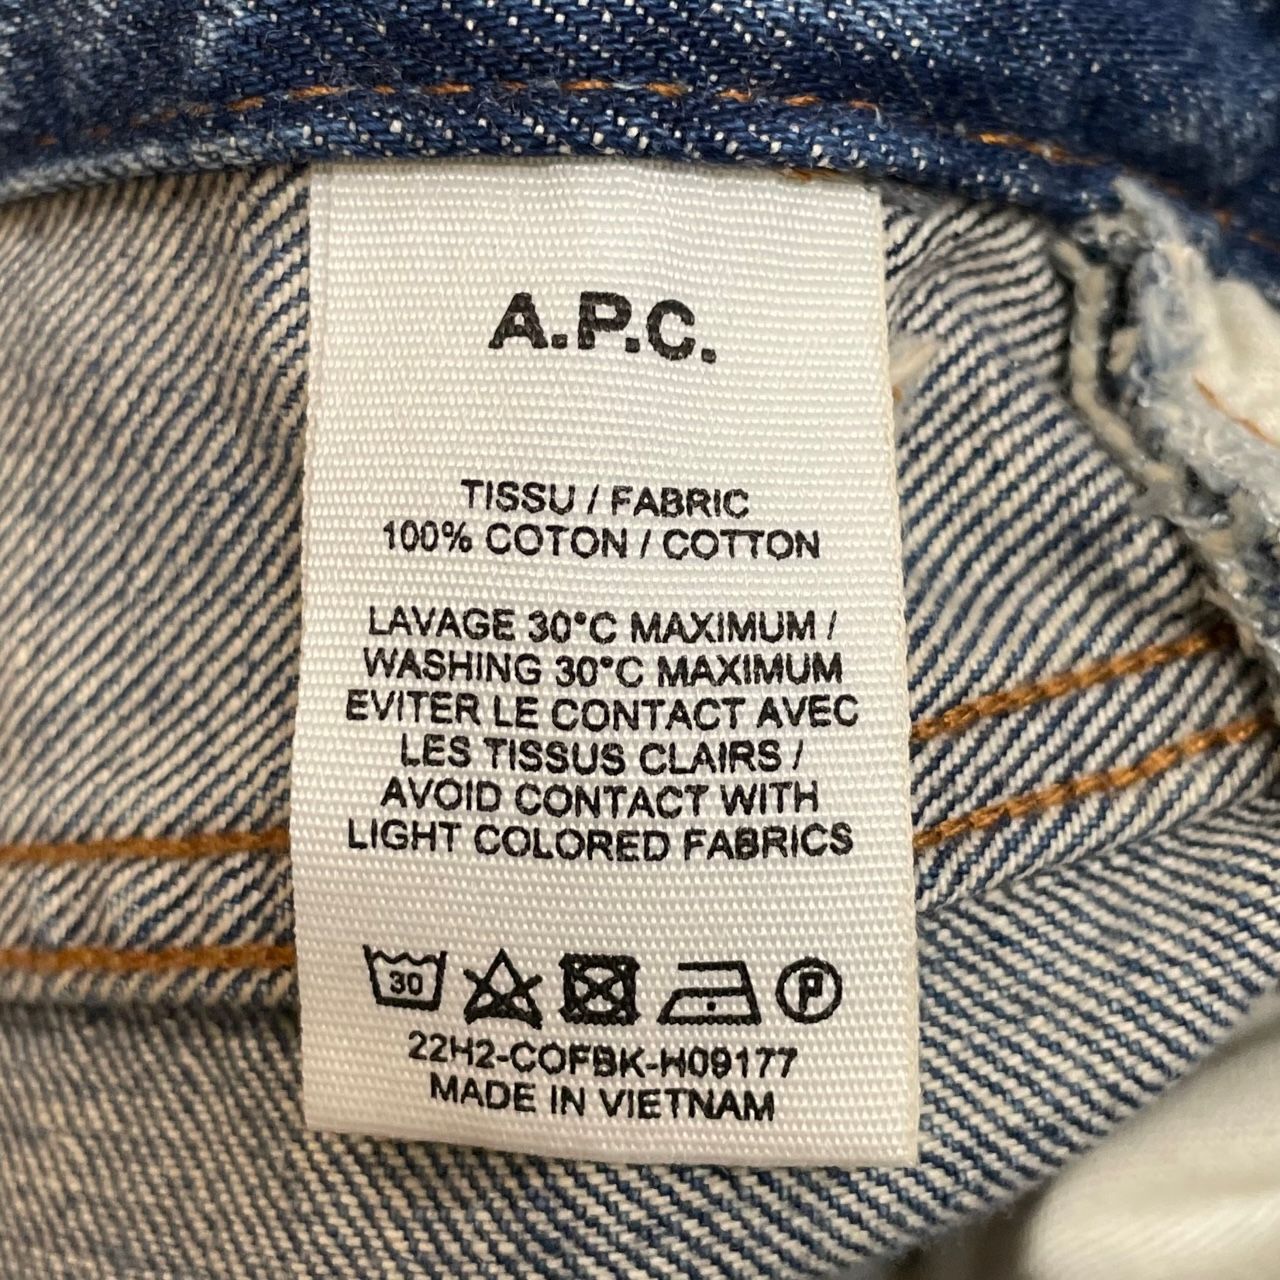 A.P.C.
TISSU / FABRIC
100% COTON / COTTON
LAVAGE 30°C MAXIMUM /
WASHING 30°C MAXIMUM
EVITER LE CONTACT AVEC
LES TISSUS CLAIRS /
AVOID CONTACT WITH
LIGHT COLORED FABRICS
30 P
22H2-COFBK-H09177
MADE IN VIETNAM